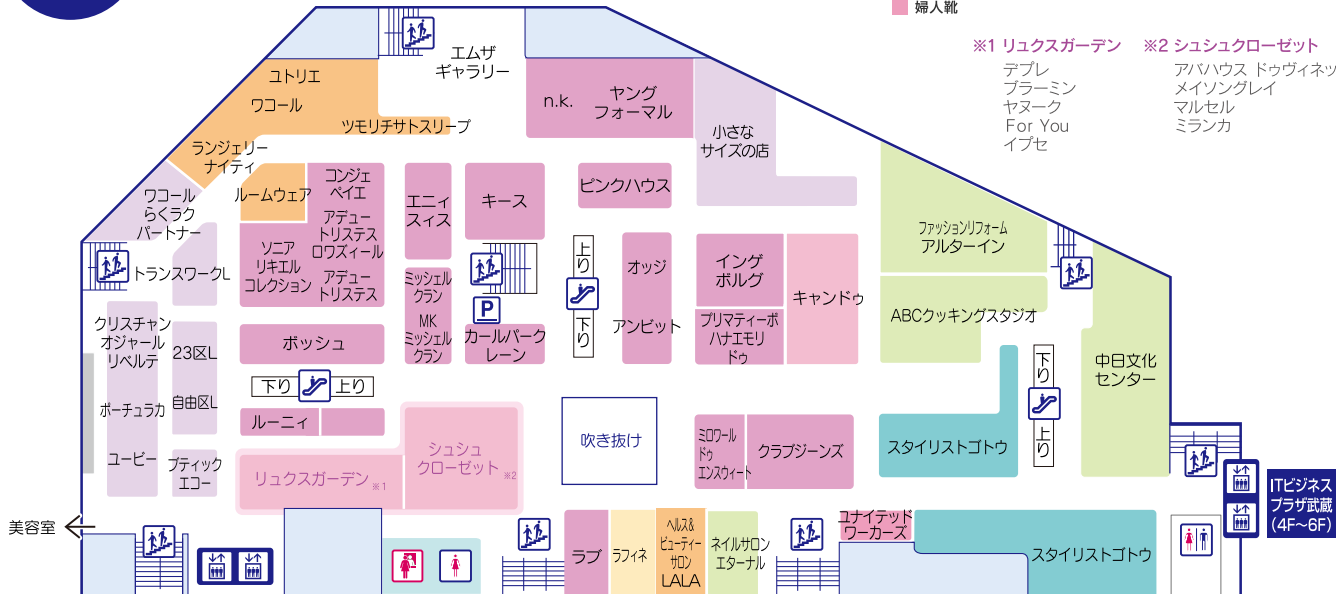 婦人靴
※1 リュクスガーデン
デプレ
ブラーミン
ヤヌーク
For You
イプセ
※2 シュシュクローゼット
アバハウス ドゥヴィネッ
メイソングレイ
マルセル
ミランカ
エムザ
ギャラリー
ユトリエ
ワコール
ツモリチサトスリープ
ランジェリー
ナイティ
n.k.
ヤング
フォーマル
小さな
サイズの店
ワコール
らくラク
パートナー
ルームウェア
コンジェ
ペイエ
アデュー
トリステス
ロワズィール
アデュー
トリステス
ソニア
リキエル
コレクション
エニィ
スィス
キース
ピンクハウス
ファッションリフォーム
アルターイン
トランスワークL
ミッシェル
クラン
MK
ミッシェル
クラン
P
カールパーク
レーン
上り
下り
オッジ
アンビット
イング
ボルグ
キャンドゥ
プリマティーボ
ハナエモリ
ドゥ
ABCクッキングスタジオ
中日文化
センター
クリスチャン
オジャール
リベルテ
23区L
ボッシュ
下り
上り
ポーチュラカ
自由区L
ルーニィ
下り
上り
ユービー
ブティック
エコー
リュクスガーデン ※1
シュシュ
クローゼット ※2
吹き抜け
ミロワール
ドゥ
エンスウィート
クラブジーンズ
スタイリストゴトウ
ITビジネス
プラザ武蔵
(4F〜6F)
美容室
ラブ
ラフィネ
ヘルス&
ビューティー
サロン
LALA
ネイルサロン
エターナル
ユナイテッド
ワーカーズ
スタイリストゴトウ